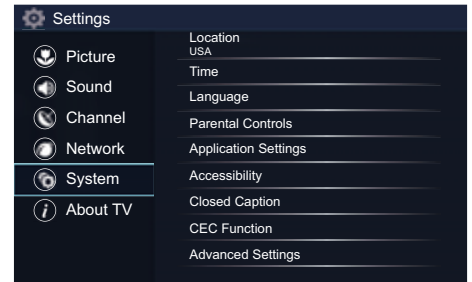 Settings
Picture
Sound
Channel
Network
System
About TV
Location
USA
Time
Language
Parental Controls
Application Settings
Accessibility
Closed Caption
CEC Function
Advanced Settings